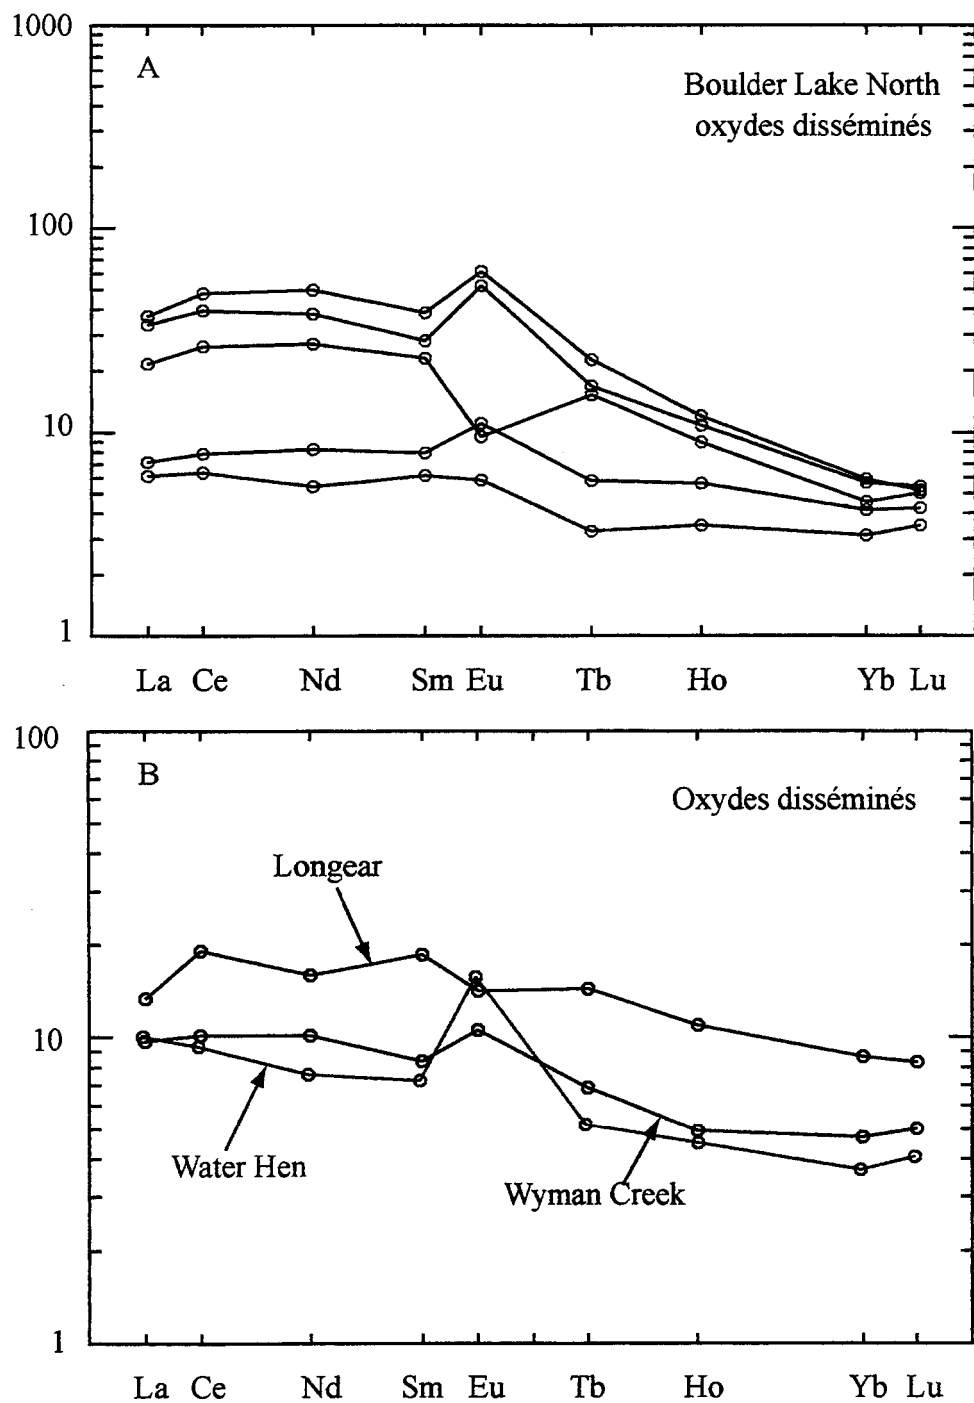 1000
A
Boulder Lake North
oxydes disséminés
100
10
1
La Ce Nd Sm Eu Tb Ho Yb Lu
100
B
Oxydes disséminés
Longear
10
Water Hen
Wyman Creek
1
La Ce Nd Sm Eu Tb Ho Yb Lu